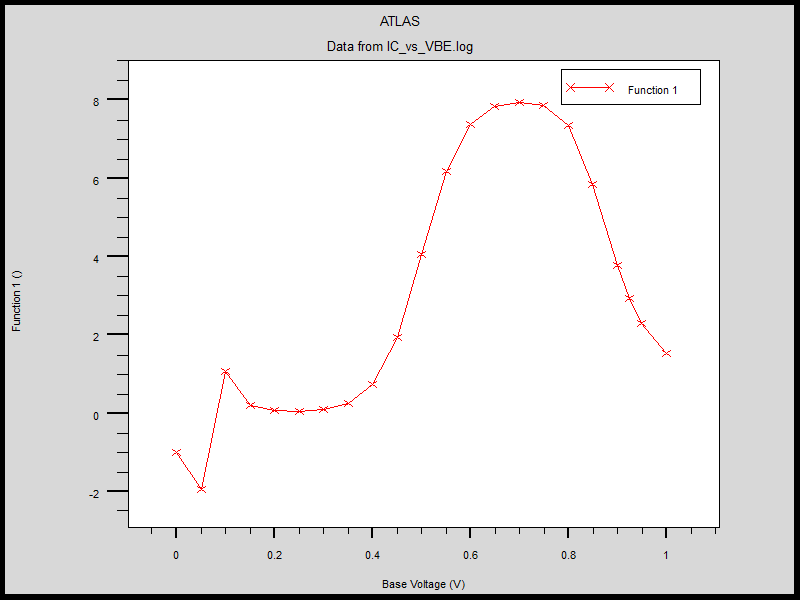 ATLAS
Data from IC_vs_VBE.log
Function 1
8
6
4
2
0
-2
Function 1 ()
0 0.2 0.4 0.6 0.8 1
Base Voltage (V)